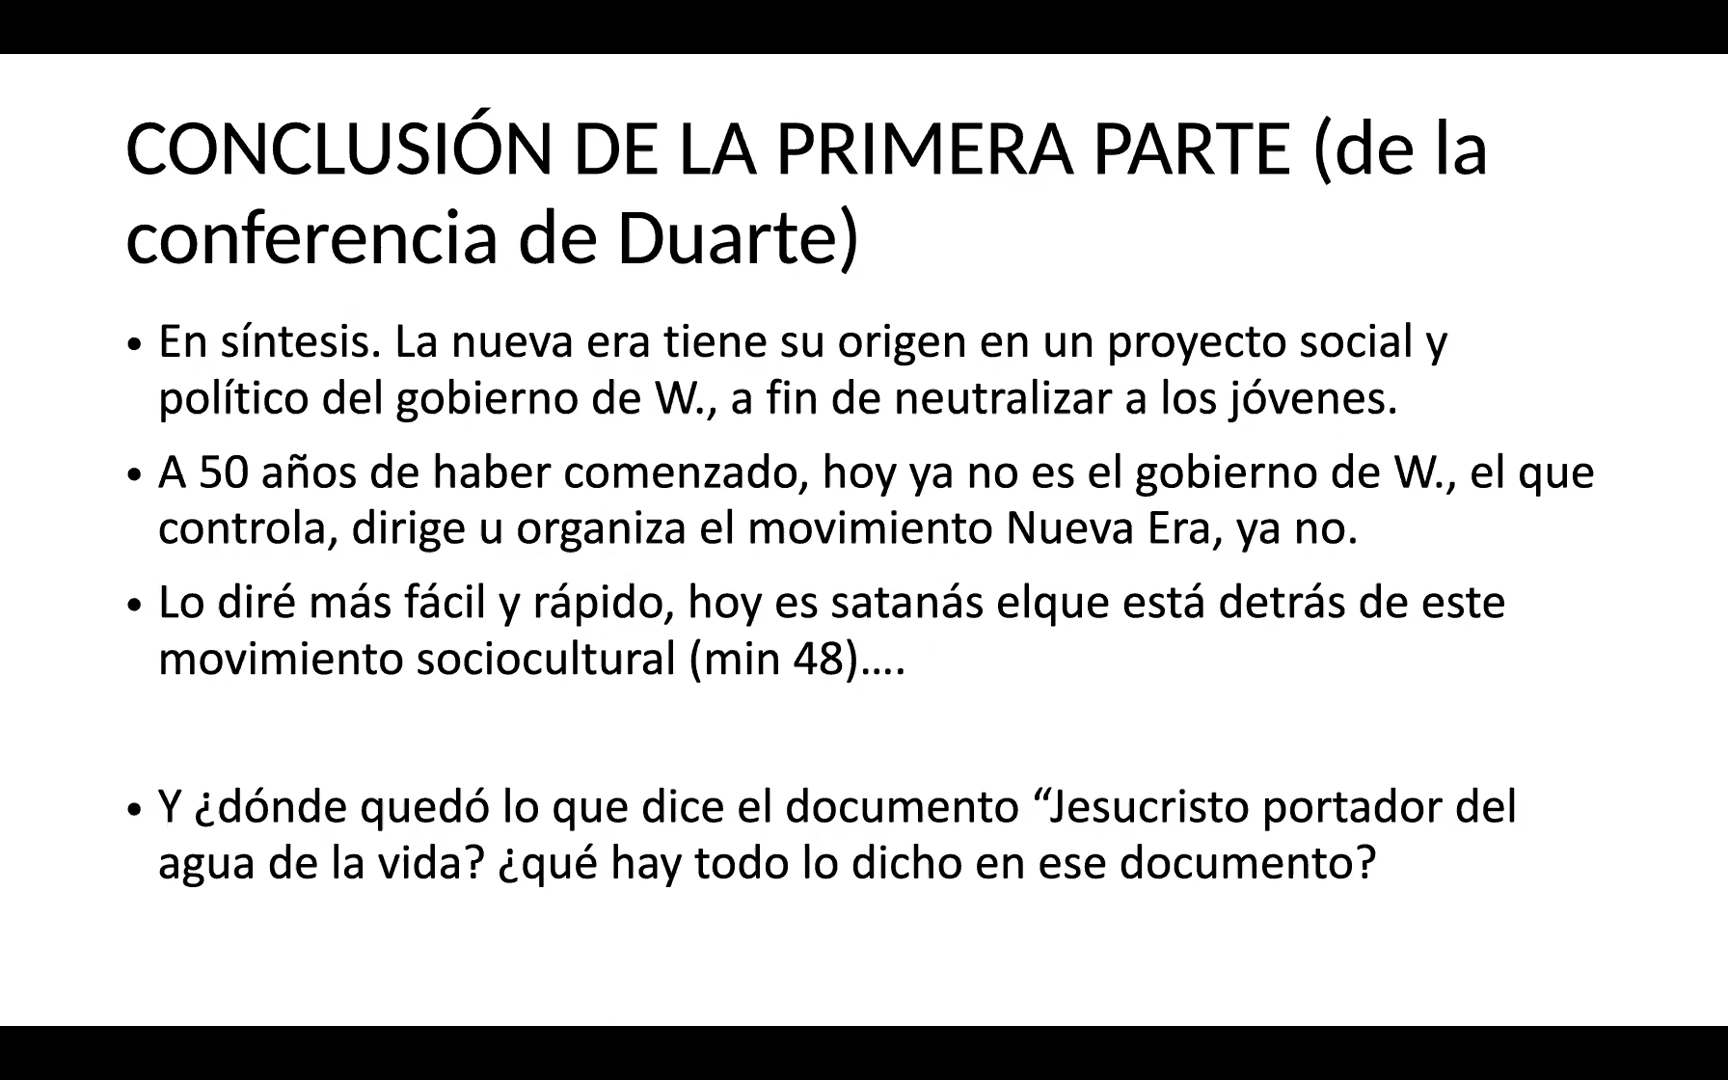 CONCLUSIÓN DE LA PRIMERA PARTE (de la
conferencia de Duarte)
• En síntesis. La nueva era tiene su origen en un proyecto social y
político del gobierno de W., a fin de neutralizar a los jóvenes.
• A 50 años de haber comenzado, hoy ya no es el gobierno de W., el que
controla, dirige u organiza el movimiento Nueva Era, ya no.
• Lo diré más fácil y rápido, hoy es satanás elque está detrás de este
movimiento sociocultural (min 48)….
• Y ¿dónde quedó lo que dice el documento “Jesucristo portador del
agua de la vida? ¿qué hay todo lo dicho en ese documento?